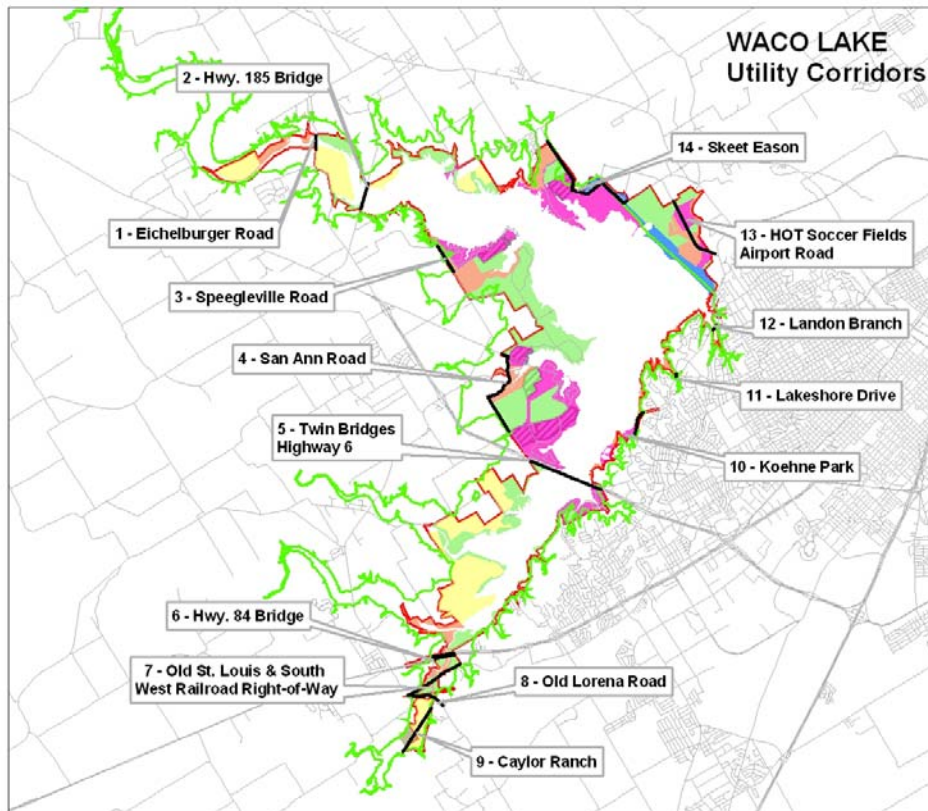 WACO LAKE
Utility Corridors
2 - Hwy. 185 Bridge
14 - Skeet Eason
1 - Eichelburger Road
13 - HOT Soccer Fields
Airport Road
3 - Speegleville Road
12 - Landon Branch
4 - San Ann Road
11 - Lakeshore Drive
5 - Twin Bridges
Highway 6
10 - Koehne Park
6 - Hwy. 84 Bridge
7 - Old St. Louis & South
West Railroad Right-of-Way
8 - Old Lorena Road
9 - Caylor Ranch